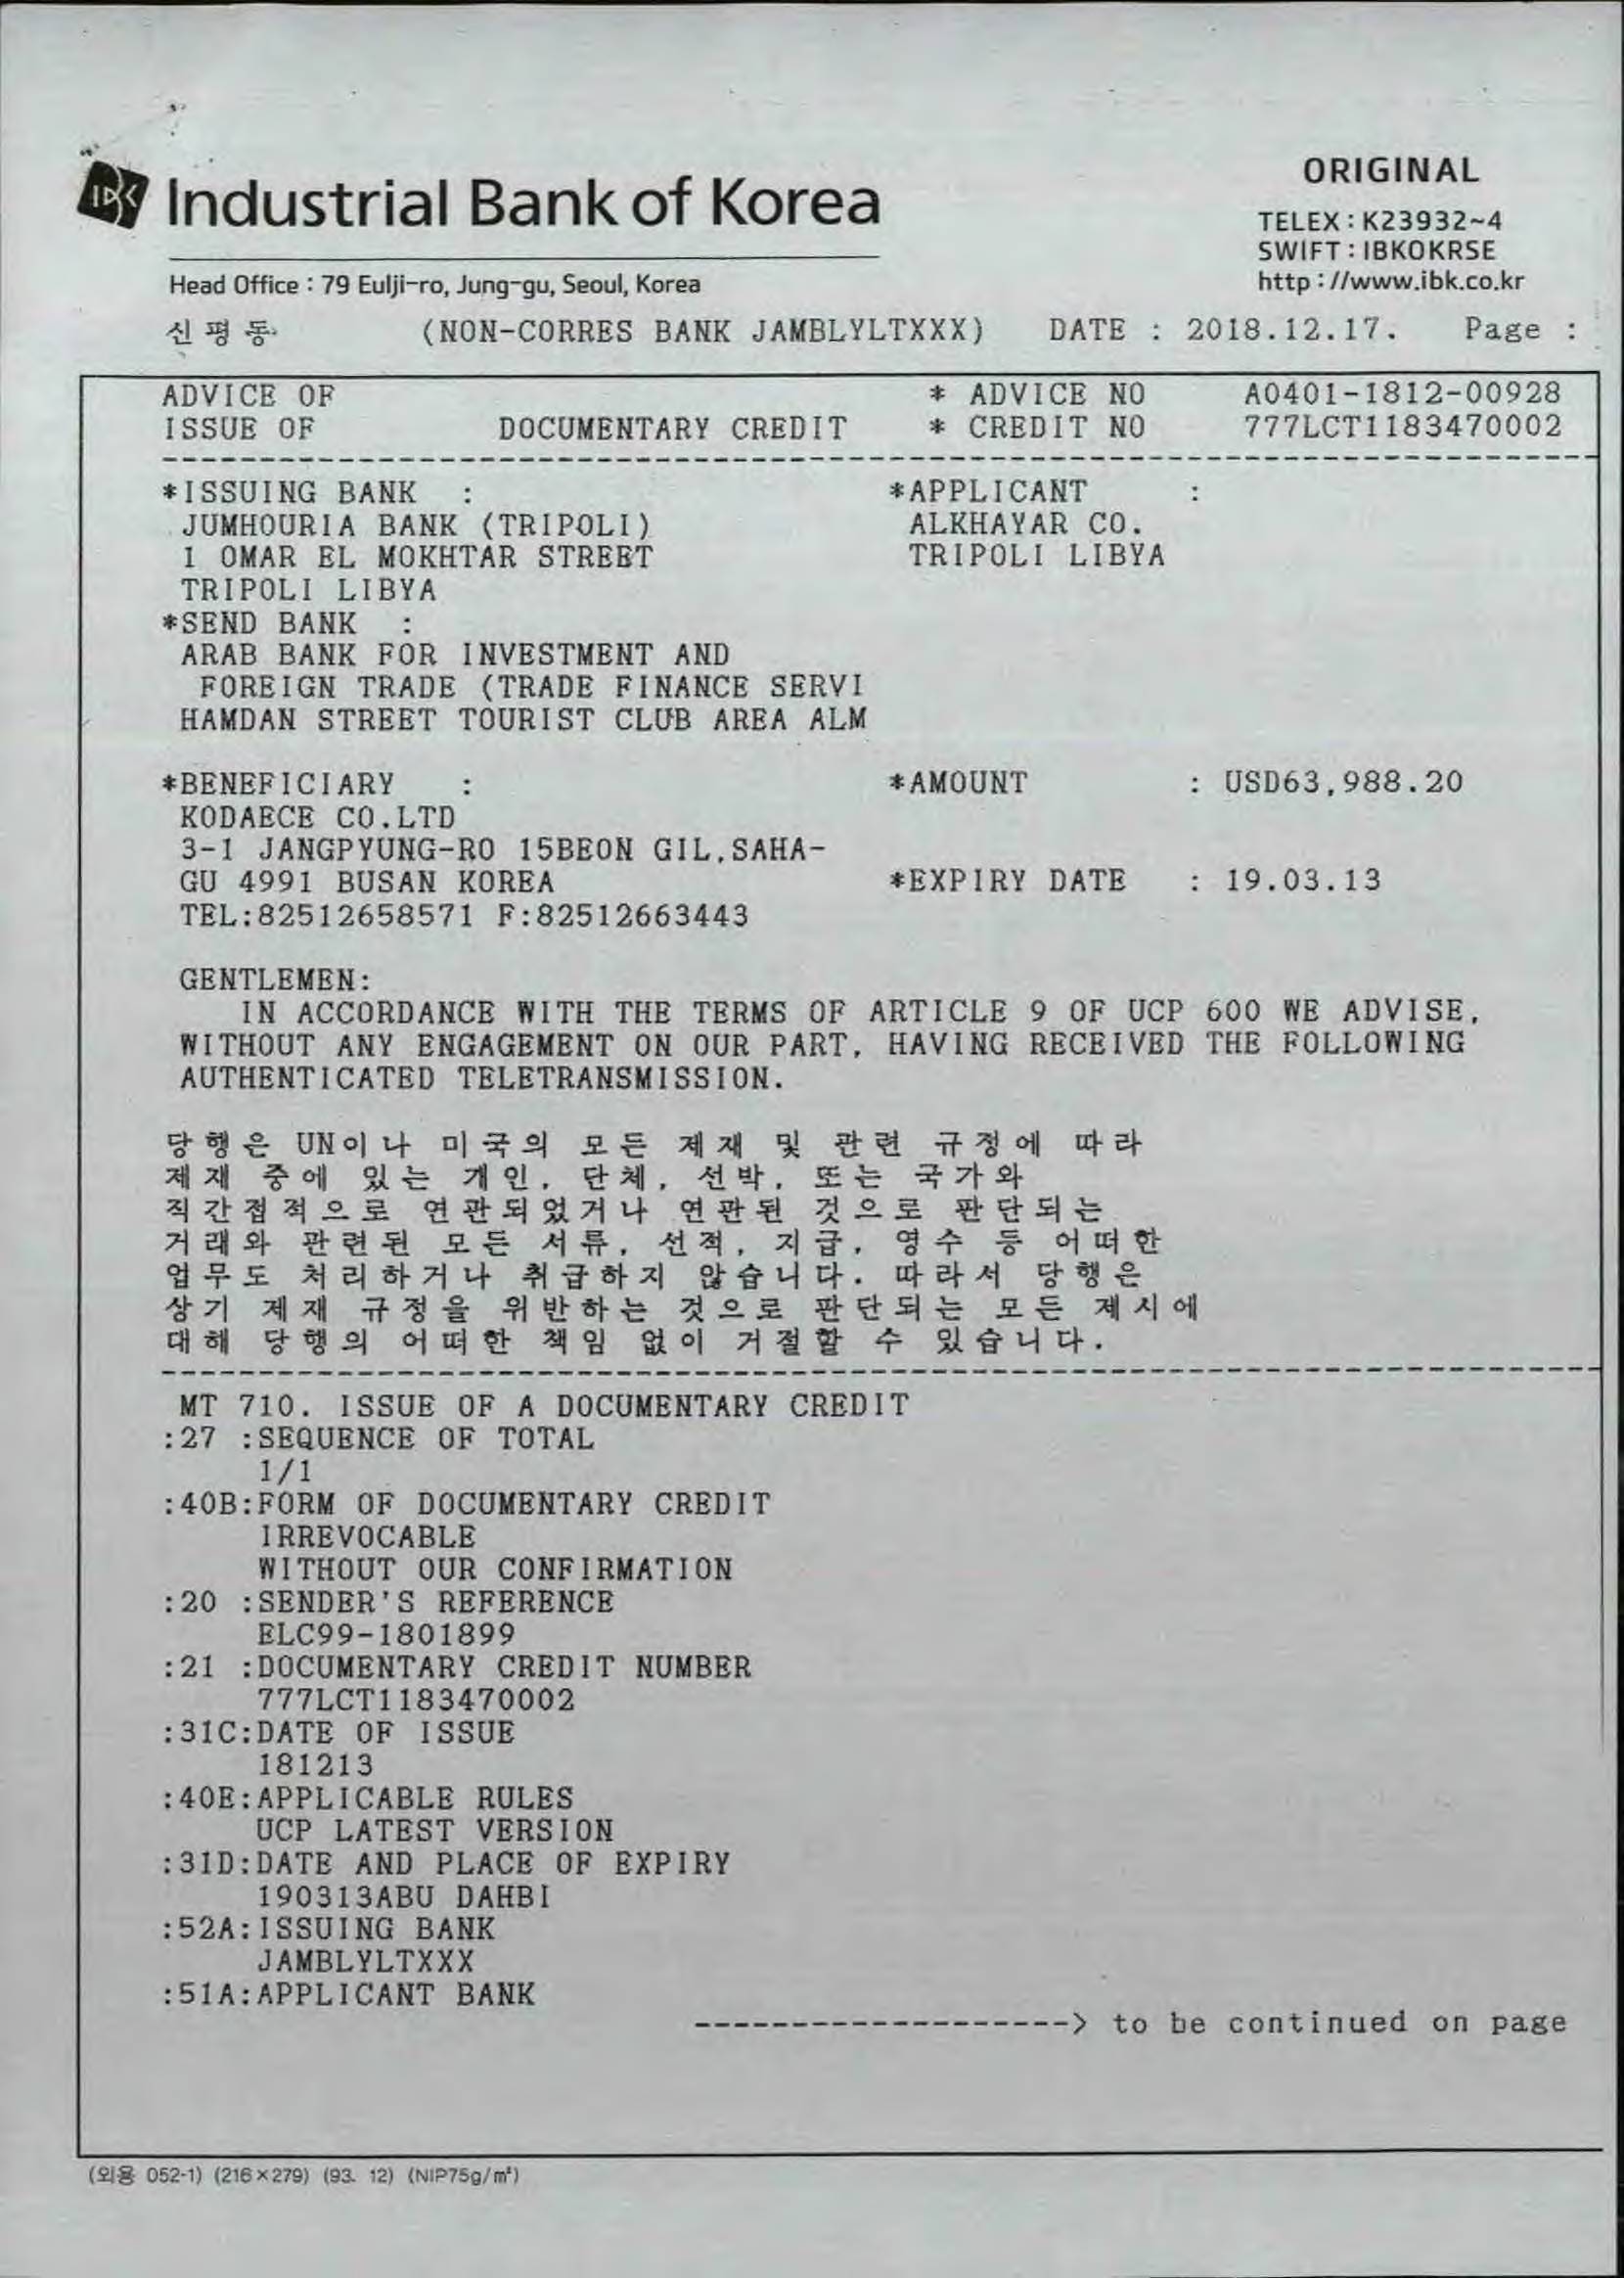 IBK Industrial Bank of Korea
ORIGINAL
TELEX : K23932~4
SWIFT : IBKOKRSE
http : //www.ibk.co.kr
Head Office : 79 Eulji-ro, Jung-gu, Seoul, Korea
신평동 (NON-CORRES BANK JAMBLYLTXXX) DATE : 2018.12.17. Page :
ADVICE OF * ADVICE NO A0401-1812-00928
ISSUE OF DOCUMENTARY CREDIT * CREDIT NO 777LCT1183470002
*ISSUING BANK : *APPLICANT :
JUMHOURIA BANK (TRIPOLI) ALKHAYAR CO.
1 OMAR EL MOKHTAR STREET TRIPOLI LIBYA
TRIPOLI LIBYA
*SEND BANK :
ARAB BANK FOR INVESTMENT AND
FOREIGN TRADE (TRADE FINANCE SERVI
HAMDAN STREET TOURIST CLUB AREA ALM
*BENEFICIARY : *AMOUNT : USD63,988.20
KODAECE CO.LTD
3-1 JANGPYUNG-RO 15BEON GIL,SAHA-
GU 4991 BUSAN KOREA *EXPIRY DATE : 19.03.13
TEL:82512658571 F:82512663443
GENTLEMEN:
IN ACCORDANCE WITH THE TERMS OF ARTICLE 9 OF UCP 600 WE ADVISE,
WITHOUT ANY ENGAGEMENT ON OUR PART, HAVING RECEIVED THE FOLLOWING
AUTHENTICATED TELETRANSMISSION.
당행은 UN이나 미국의 모든 제재 및 관련 규정에 따라
제재 중에 있는 개인, 단체, 선박, 또는 국가와
직간접적으로 연관되었거나 연관된 것으로 판단되는
거래와 관련된 모든 서류, 선적, 지급, 영수 등 어떠한
업무도 처리하거나 취급하지 않습니다. 따라서 당행은
상기 제재 규정을 위반하는 것으로 판단되는 모든 제시에
대해 당행의 어떠한 책임 없이 거절할 수 있습니다.
MT 710. ISSUE OF A DOCUMENTARY CREDIT
:27 :SEQUENCE OF TOTAL
1/1
:40B:FORM OF DOCUMENTARY CREDIT
IRREVOCABLE
WITHOUT OUR CONFIRMATION
:20 :SENDER'S REFERENCE
ELC99-1801899
:21 :DOCUMENTARY CREDIT NUMBER
777LCT1183470002
:31C:DATE OF ISSUE
181213
:40E:APPLICABLE RULES
UCP LATEST VERSION
:31D:DATE AND PLACE OF EXPIRY
190313ABU DAHBI
:52A:ISSUING BANK
JAMBLYLTXXX
:51A:APPLICANT BANK
-------------------> to be continued on page
(외용 052-1) (216×279) (93. 12) (NIP75g/㎡)